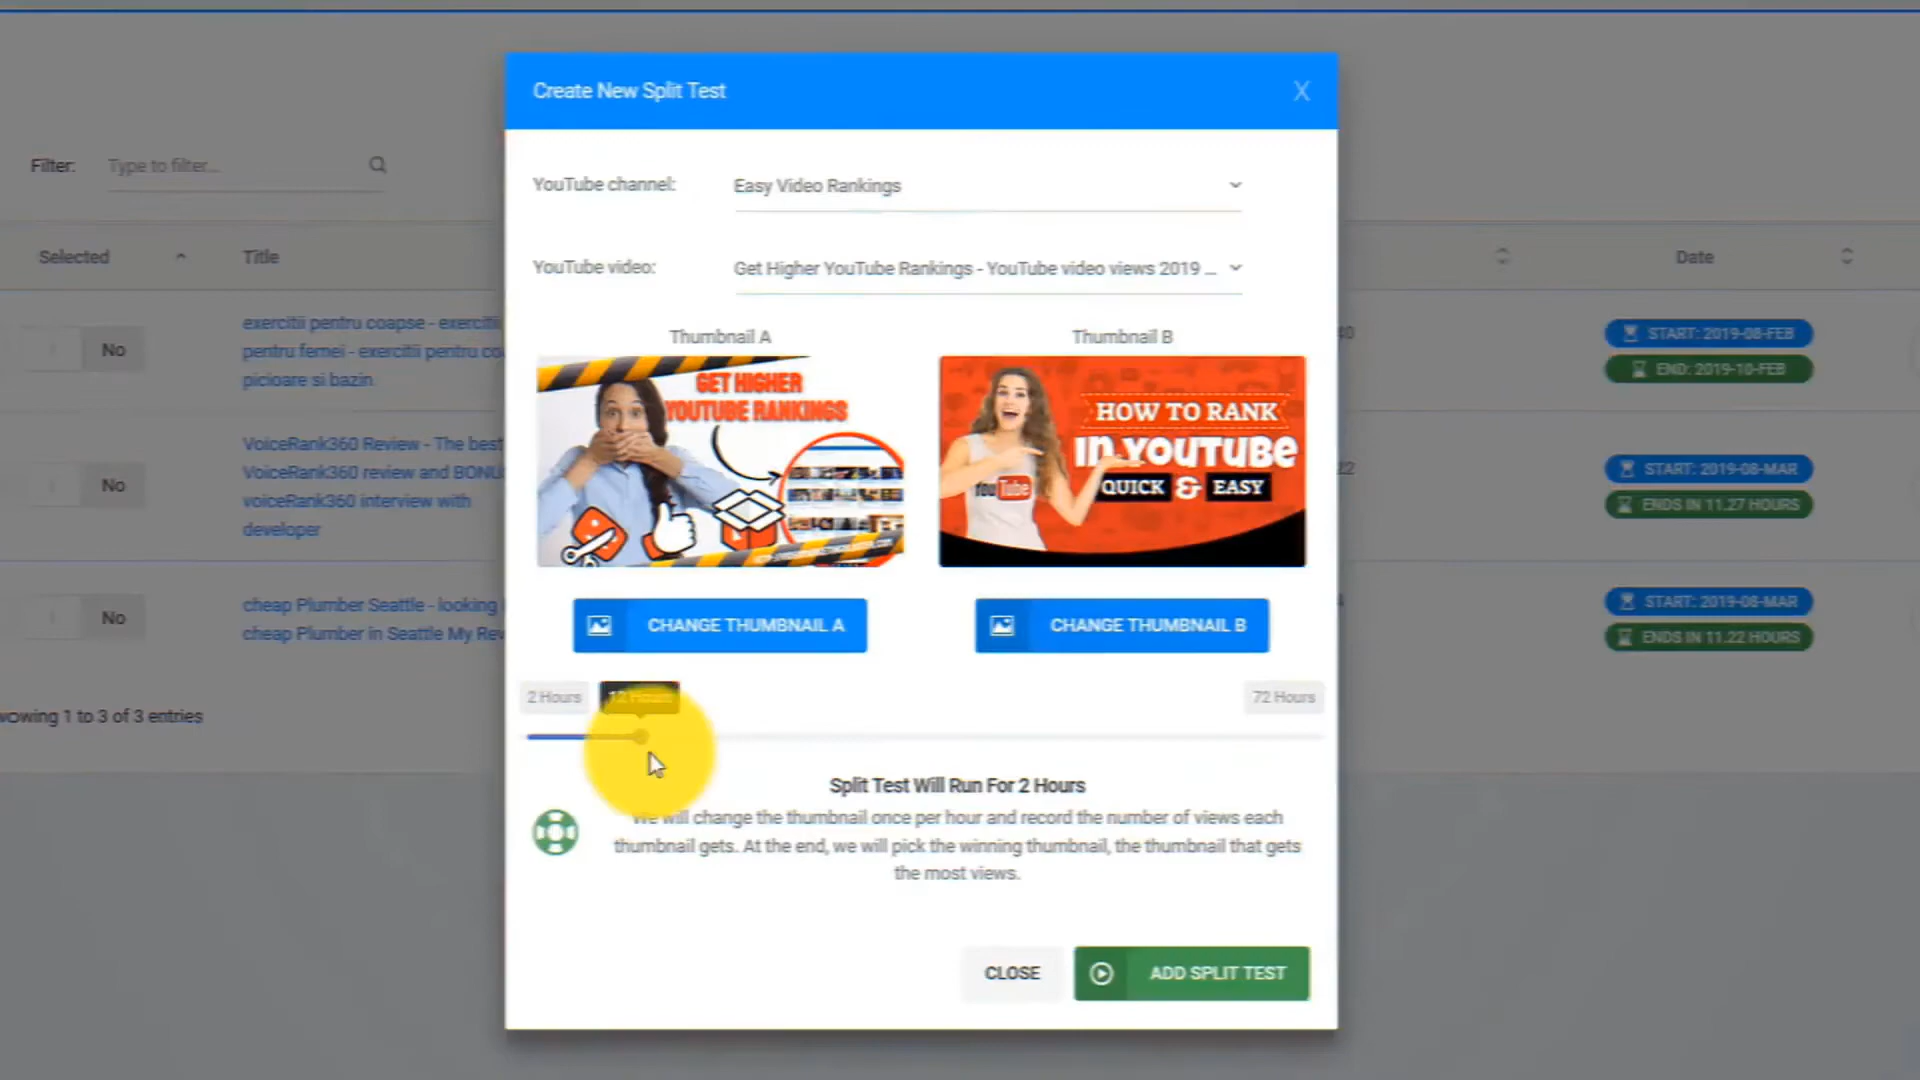 Create New Split Test
X
Filter:
Type to filter...
YouTube channel:
Easy Video Rankings
Selected
Title
Date
YouTube video:
Get Higher YouTube Rankings - YouTube video views 2019 ...
Thumbnail A
Thumbnail B
No
exercitii pentru coapse - exercitii
pentru femei - exercitii pentru co
picioare si bazin
START: 2019-08-FEB
END: 2019-10-FEB
GET HIGHER
YOUTUBE RANKINGS
HOW TO RANK
IN YOUTUBE
QUICK & EASY
YouTube
No
VoiceRank360 Review - The best
VoiceRank360 review and BONU
voiceRank360 interview with
developer
22
START: 2019-08-MAR
ENDS IN 11.27 HOURS
No
cheap Plumber Seattle - looking
cheap Plumber in Seattle My Rev
START: 2019-08-MAR
ENDS IN 11.22 HOURS
CHANGE THUMBNAIL A
CHANGE THUMBNAIL B
2 Hours
12 Hours
72 Hours
owing 1 to 3 of 3 entries
Split Test Will Run For 2 Hours
We will change the thumbnail once per hour and record the number of views each
thumbnail gets. At the end, we will pick the winning thumbnail, the thumbnail that gets
the most views.
CLOSE
ADD SPLIT TEST